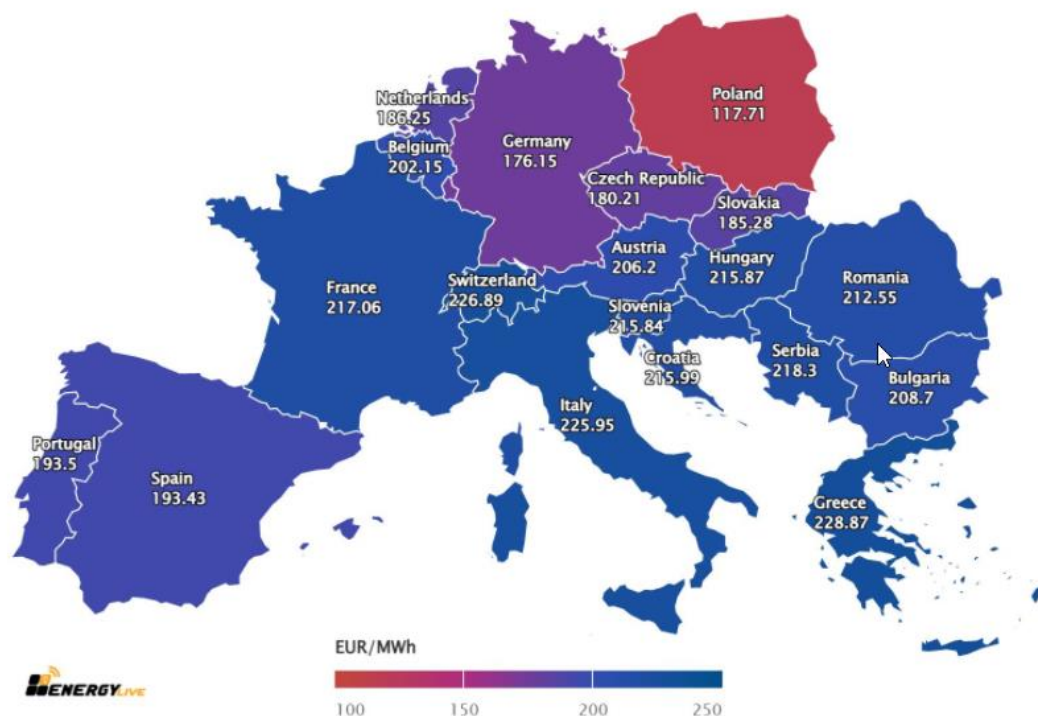 Poland
117.71
Netherlands
186.25
Germany
176.15
Belgium
202.15
Czech Republic
180.21
Slovakia
185.28
Austria
206.2
Hungary
215.87
Romania
212.55
France
217.06
Switzerland
226.89
Slovenia
215.84
Croatia
215.99
Serbia
218.3
Bulgaria
208.7
Italy
225.95
Portugal
193.5
Spain
193.43
Greece
228.87
EUR/MWh
100 150 200 250
ENERGY LIVE